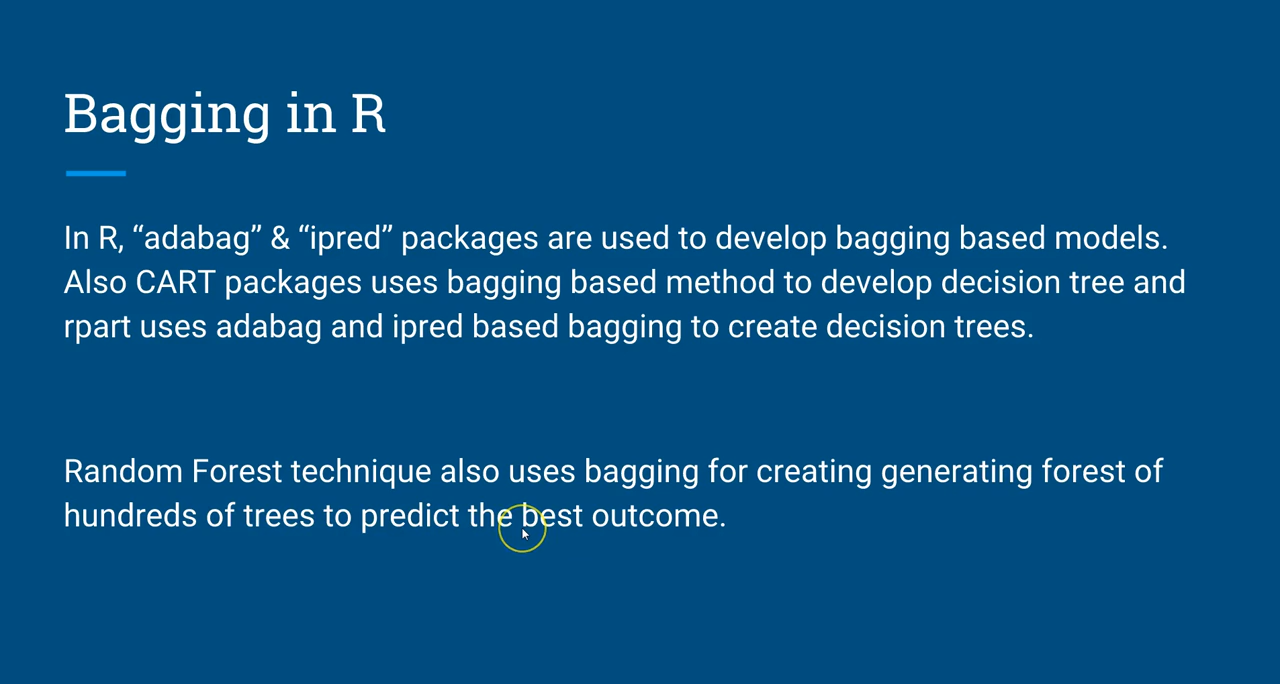 Bagging in R
In R, “adabag” & “ipred” packages are used to develop bagging based models.
Also CART packages uses bagging based method to develop decision tree and
rpart uses adabag and ipred based bagging to create decision trees.
Random Forest technique also uses bagging for creating generating forest of
hundreds of trees to predict the best outcome.